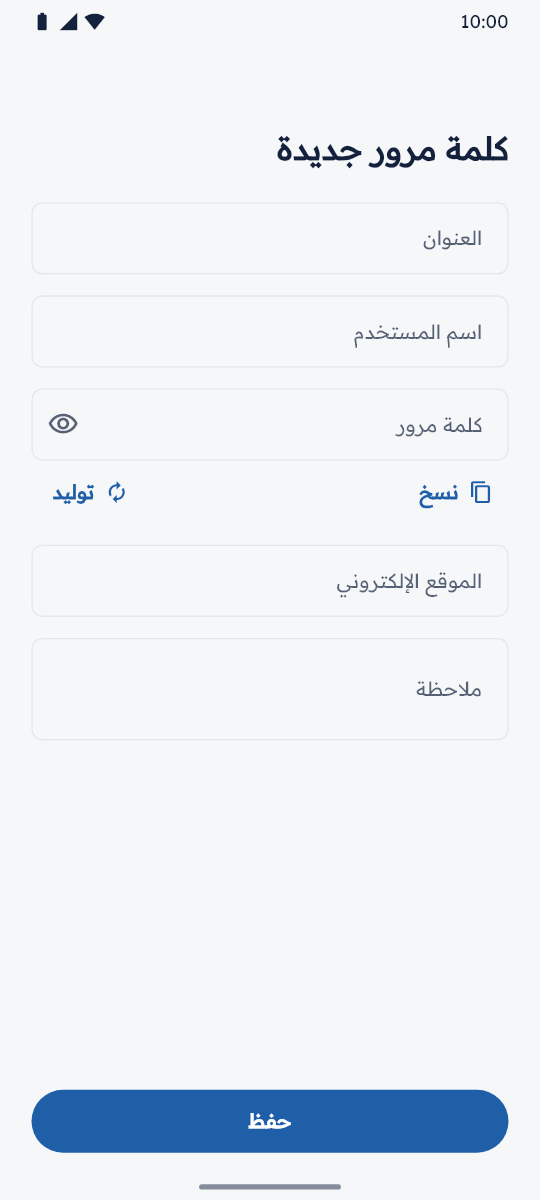 10:00
كلمة مرور جديدة
العنوان
اسم المستخدم
كلمة مرور
نسخ
توليد
الموقع الإلكتروني
ملاحظة
حفظ